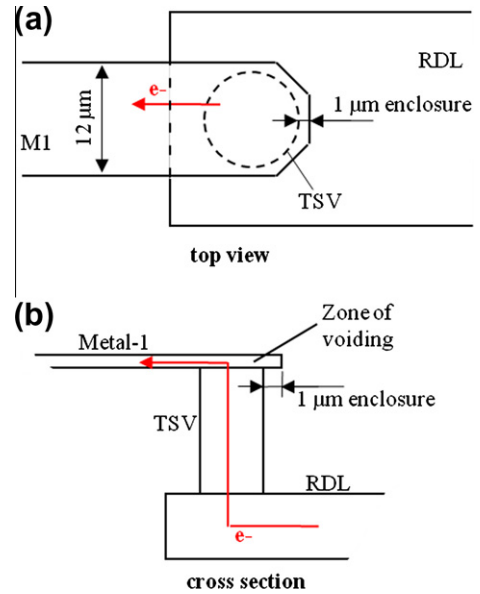 (a)
RDL
e-
1 μm enclosure
12 μm
M1
TSV
top view
(b)
Zone of
voiding
Metal-1
1 μm enclosure
TSV
RDL
e-
cross section